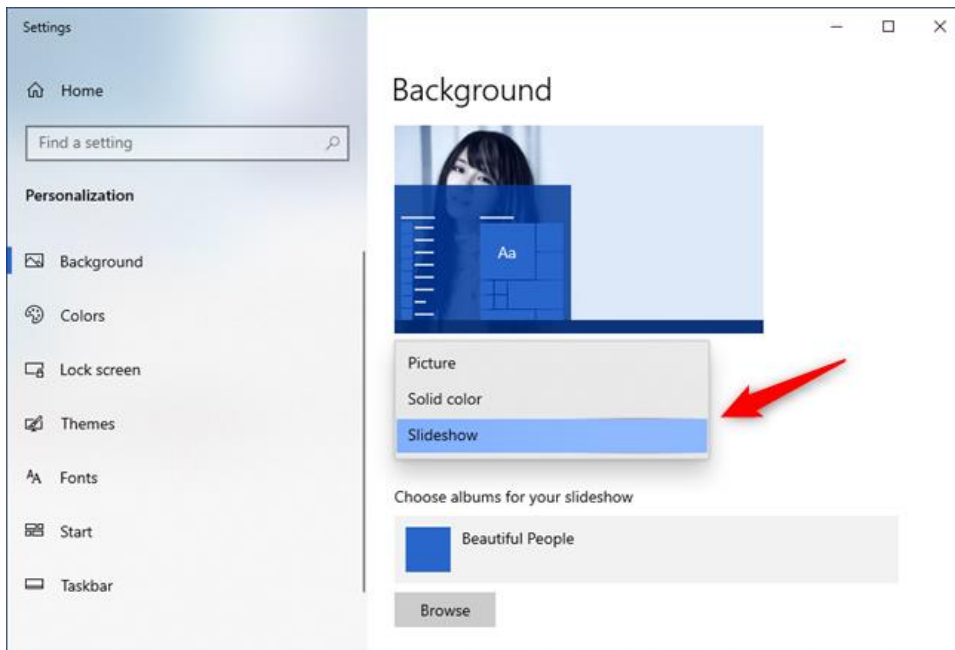 Settings
Home
Find a setting
Personalization
Background
Colors
Lock screen
Themes
Fonts
Start
Taskbar
Background
Aa
Picture
Solid color
Slideshow
Choose albums for your slideshow
Beautiful People
Browse